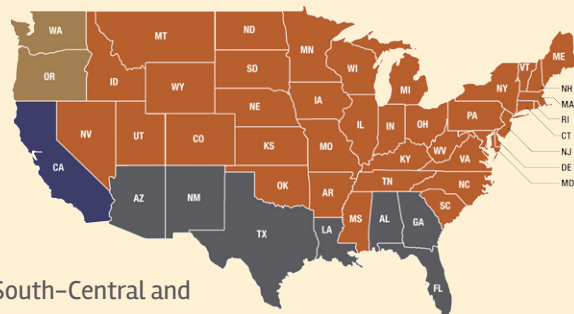 WA
MT
ND
MN
ME
VT
OR
ID
SD
WI
MI
NY
NH
WY
MA
NE
IA
PA
RI
NV
UT
CO
IL
IN
OH
CT
NJ
CA
KS
MO
WV
VA
DE
KY
MD
AZ
NM
OK
AR
TN
NC
SC
TX
LA
MS
AL
GA
FL
South-Central and